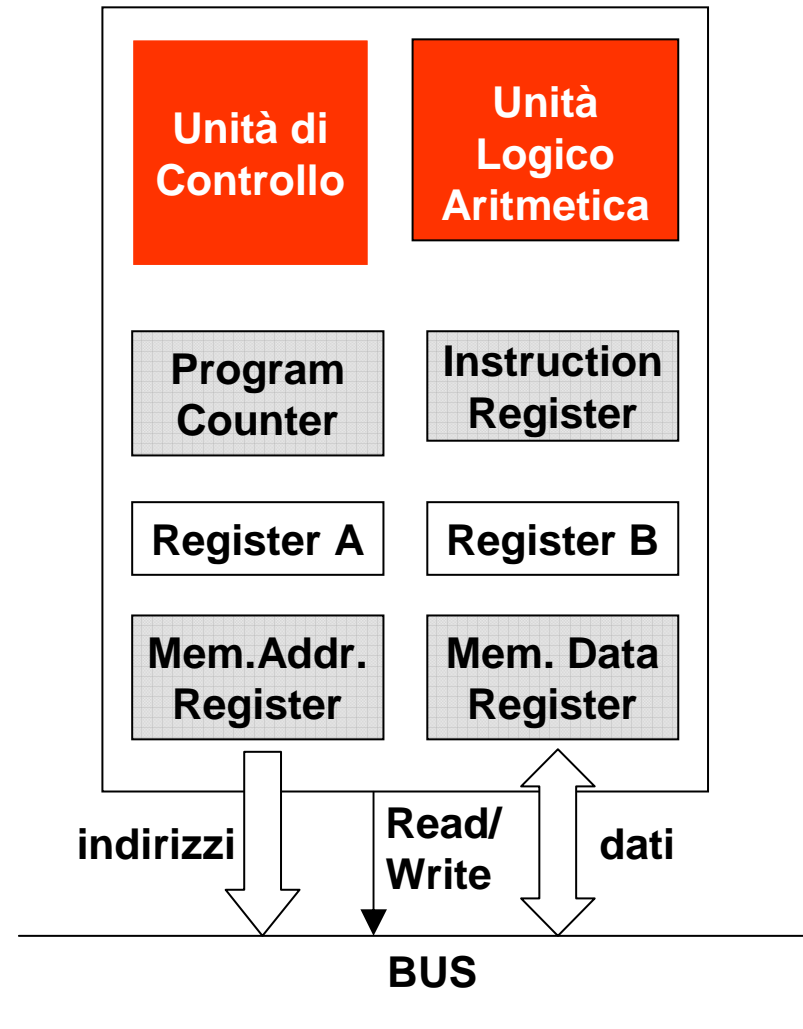 Unità di
Controllo
Unità
Logico
Aritmetica
Program
Counter
Instruction
Register
Register A
Register B
Mem.Addr.
Register
Mem. Data
Register
indirizzi
Read/
Write
dati
BUS